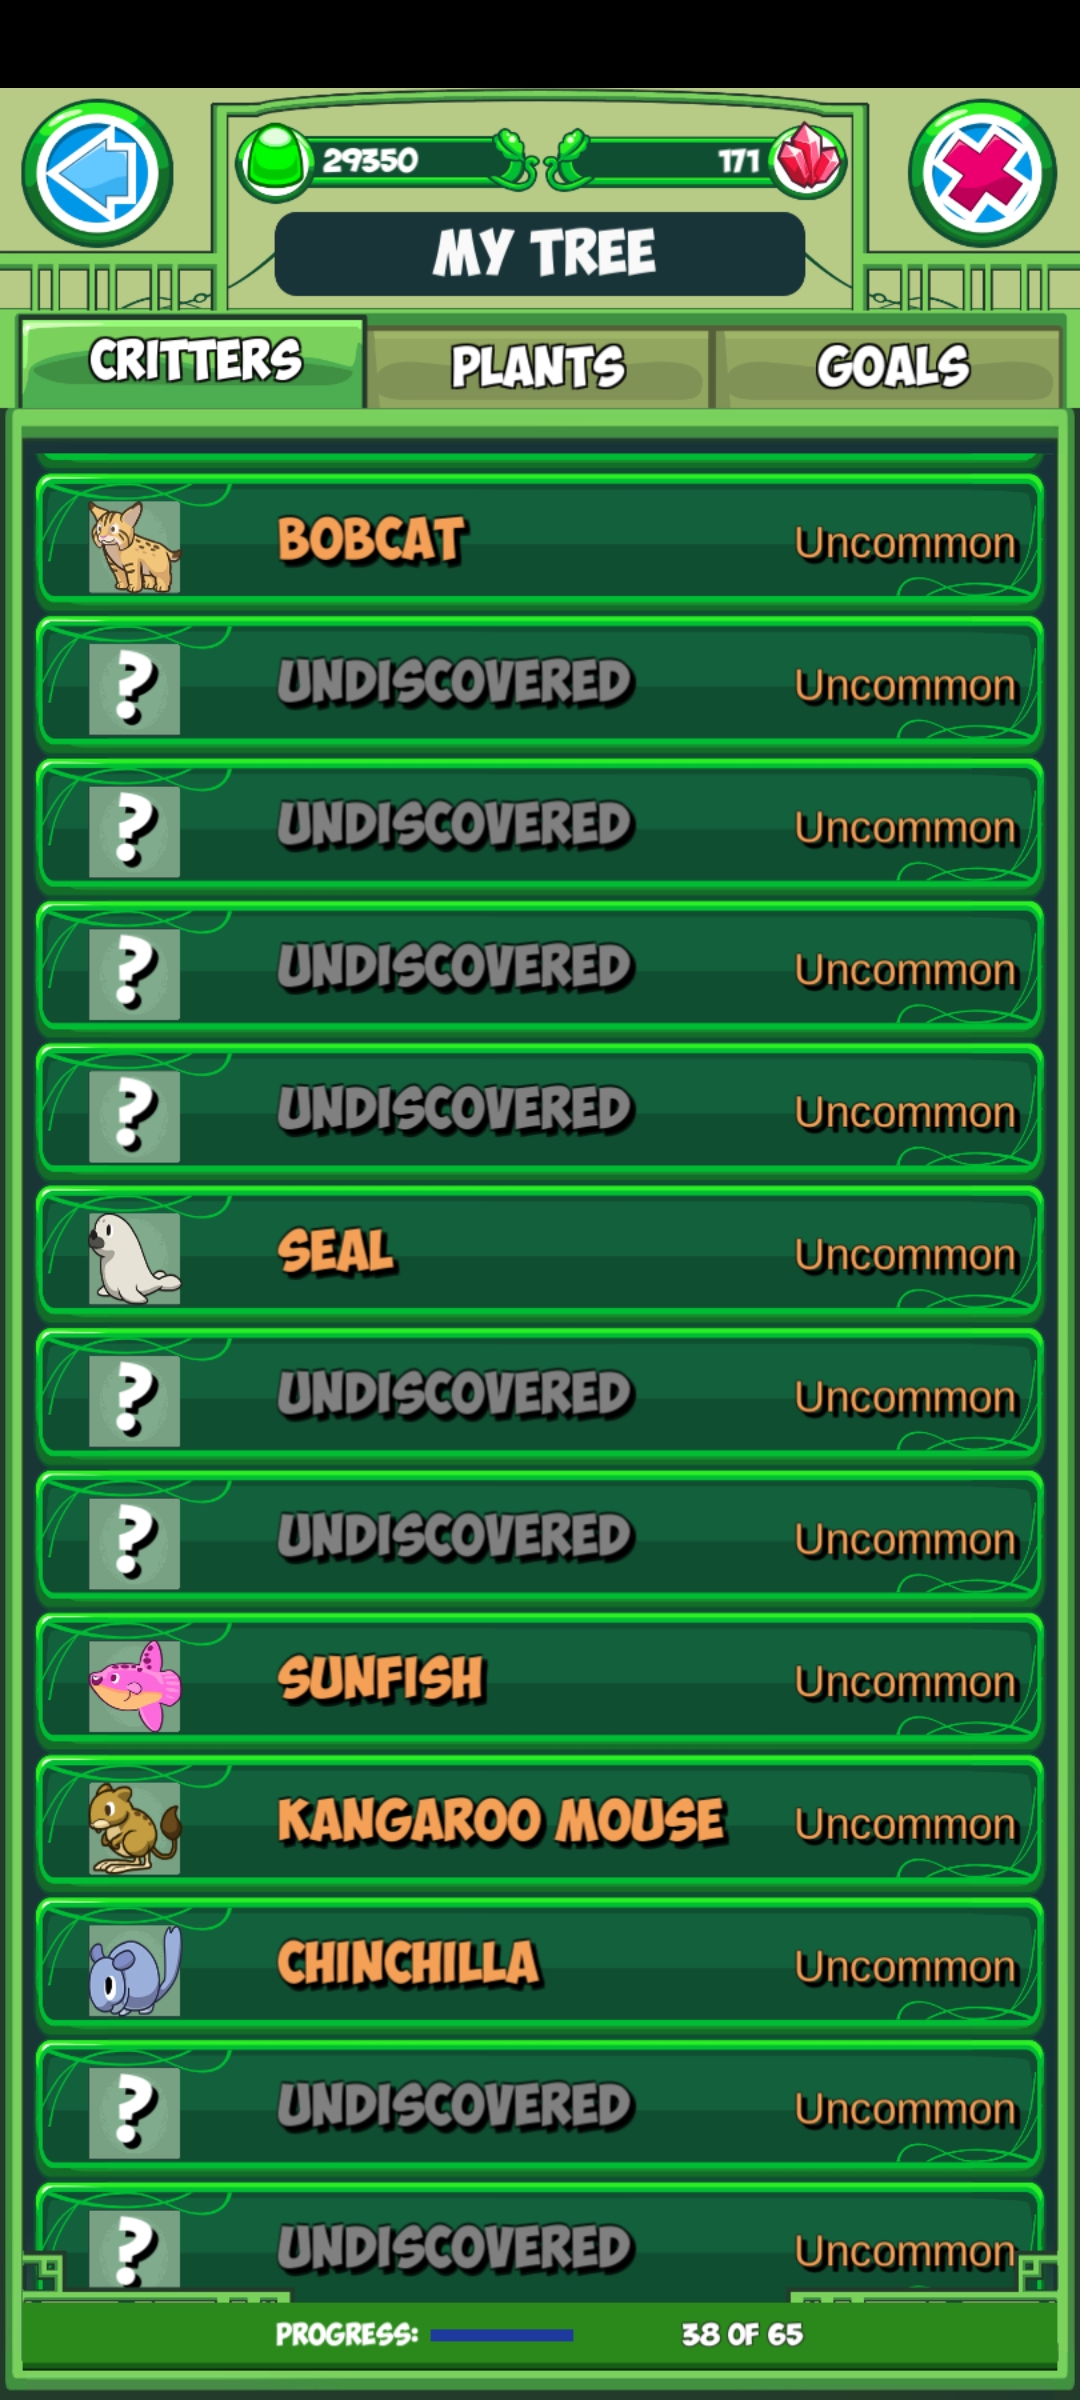 29350
171
MY TREE
CRITTERS
PLANTS
GOALS
BOBCAT
Uncommon
?
UNDISCOVERED
Uncommon
?
UNDISCOVERED
Uncommon
?
UNDISCOVERED
Uncommon
?
UNDISCOVERED
Uncommon
SEAL
Uncommon
?
UNDISCOVERED
Uncommon
?
UNDISCOVERED
Uncommon
SUNFISH
Uncommon
KANGAROO MOUSE
Uncommon
CHINCHILLA
Uncommon
?
UNDISCOVERED
Uncommon
?
UNDISCOVERED
Uncommon
PROGRESS:
38 OF 65